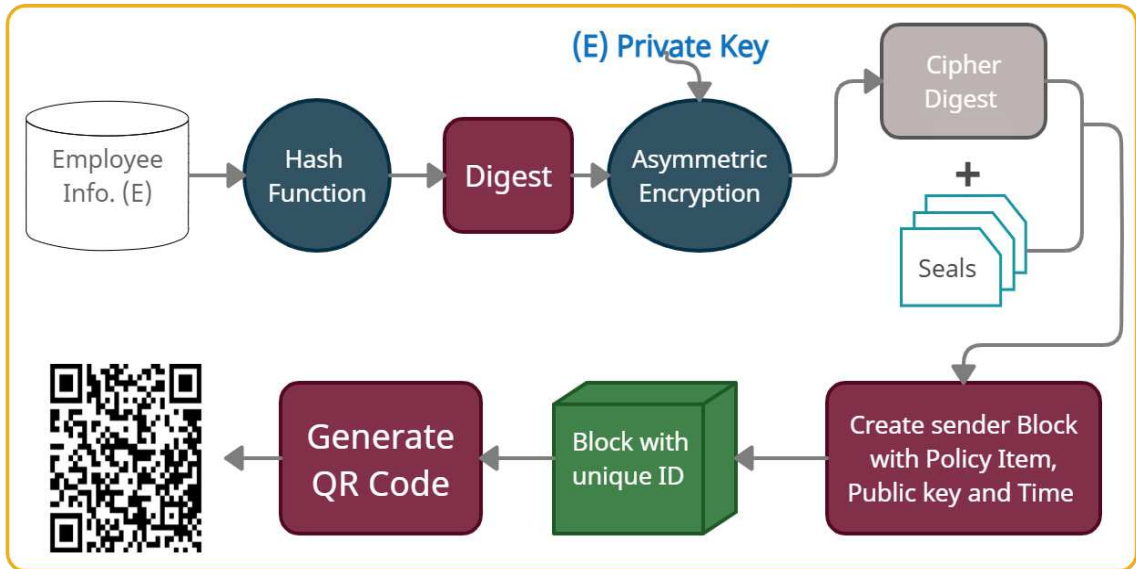 (E) Private Key
Employee
Info. (E)
Hash
Function
Digest
Asymmetric
Encryption
Cipher
Digest
+
Seals
Generate
QR Code
Block with
unique ID
Create sender Block
with Policy Item,
Public key and Time